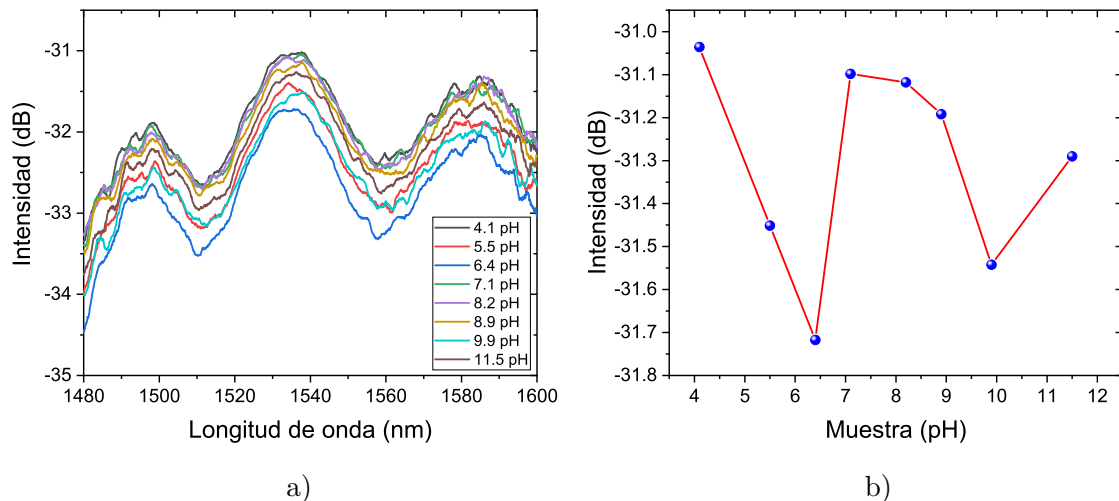 -31
-32
-33
-34
-35
1480
1500
1520
1540
1560
1580
1600
Intensidad (dB)
Longitud de onda (nm)
4.1 pH
5.5 pH
6.4 pH
7.1 pH
8.2 pH
8.9 pH
9.9 pH
11.5 pH
a)
-31.0
-31.1
-31.2
-31.3
-31.4
-31.5
-31.6
-31.7
-31.8
4
5
6
7
8
9
10
11
12
Intensidad (dB)
Muestra (pH)
b)